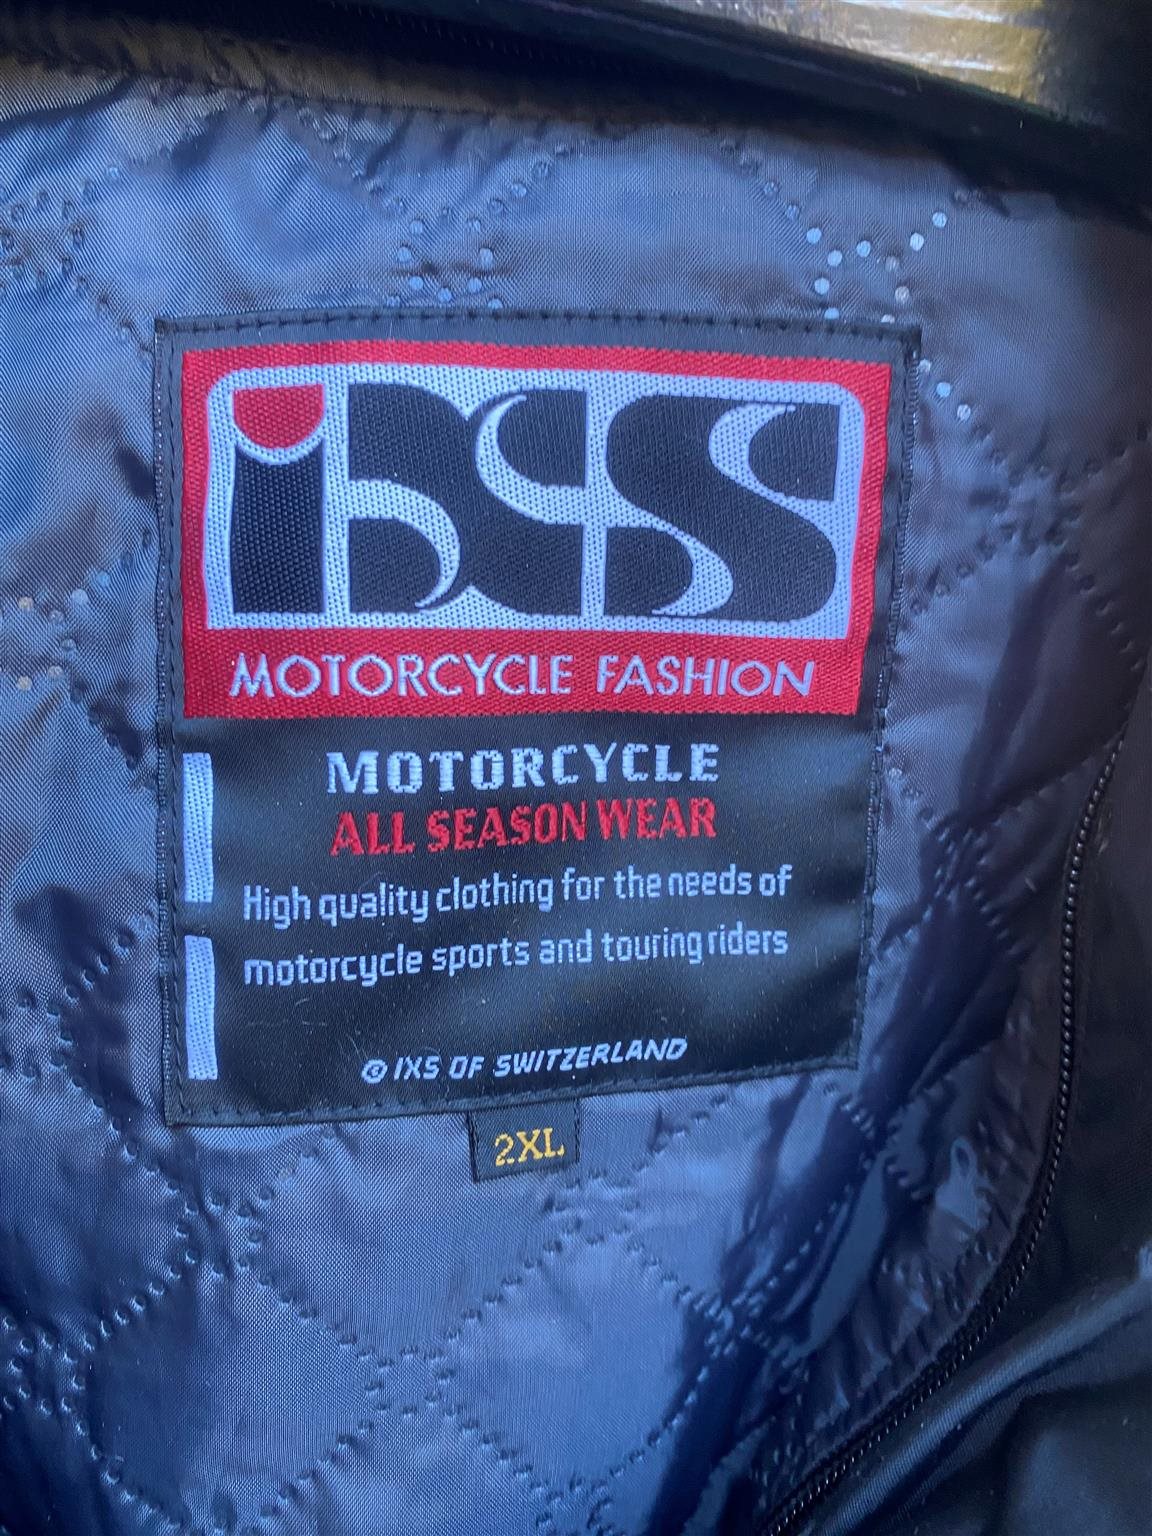 iXS
MOTORCYCLE FASHION
MOTORCYCLE
ALL SEASON WEAR
High quality clothing for the needs of
motorcycle sports and touring riders
© IXS OF SWITZERLAND
2XL